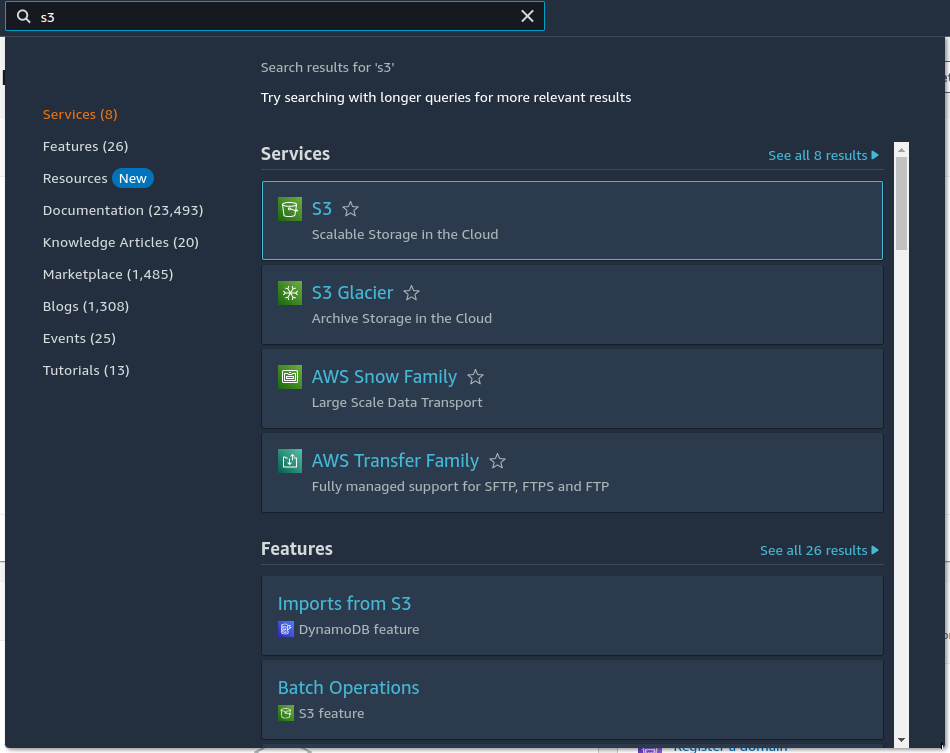 s3
Search results for 's3'
Try searching with longer queries for more relevant results
Services (8)
Features (26)
Resources New
Documentation (23,493)
Knowledge Articles (20)
Marketplace (1,485)
Blogs (1,308)
Events (25)
Tutorials (13)
Services
See all 8 results
S3
Scalable Storage in the Cloud
S3 Glacier
Archive Storage in the Cloud
AWS Snow Family
Large Scale Data Transport
AWS Transfer Family
Fully managed support for SFTP, FTPS and FTP
Features
See all 26 results
Imports from S3
DynamoDB feature
Batch Operations
S3 feature
Register a domain